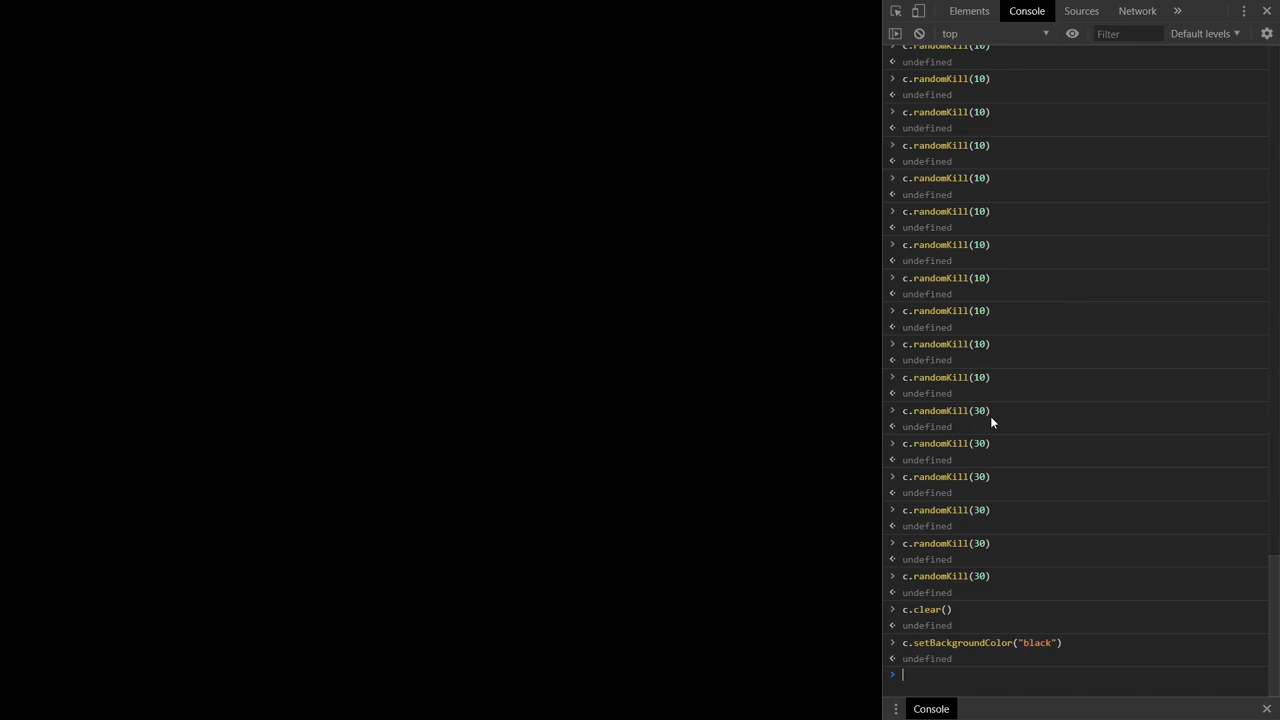 Elements Console Sources Network »
top Filter Default levels
c.randomKill(10)
undefined
c.randomKill(10)
undefined
c.randomKill(10)
undefined
c.randomKill(10)
undefined
c.randomKill(10)
undefined
c.randomKill(10)
undefined
c.randomKill(10)
undefined
c.randomKill(10)
undefined
c.randomKill(10)
undefined
c.randomKill(10)
undefined
c.randomKill(10)
undefined
c.randomKill(30)
undefined
c.randomKill(30)
undefined
c.randomKill(30)
undefined
c.randomKill(30)
undefined
c.randomKill(30)
undefined
c.randomKill(30)
undefined
c.clear()
undefined
c.setBackgroundColor("black")
undefined
Console